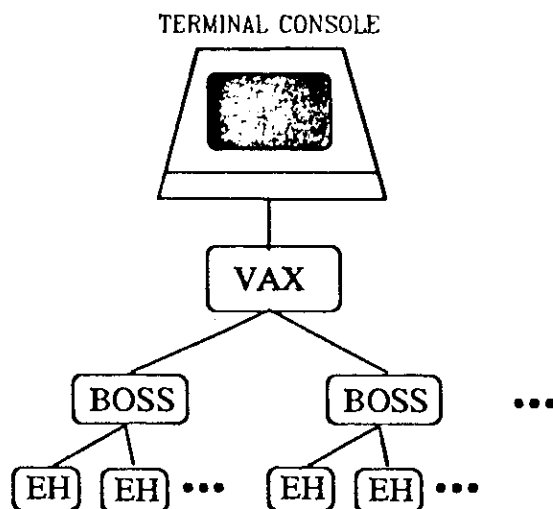 TERMINAL CONSOLE
VAX
BOSS BOSS •••
EH EH ••• EH EH •••